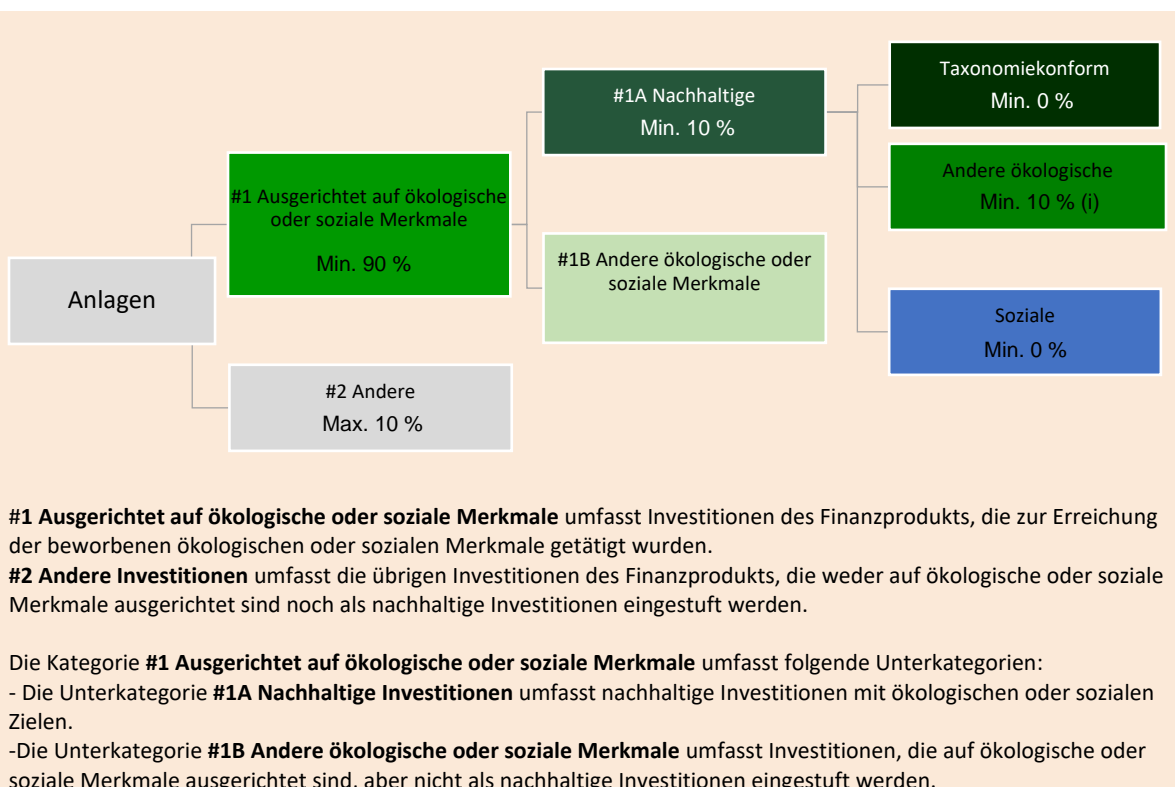 Anlagen
#1 Ausgerichtet auf ökologische
oder soziale Merkmale
Min. 90 %
#2 Andere
Max. 10 %
#1A Nachhaltige
Min. 10 %
#1B Andere ökologische oder
soziale Merkmale
Taxonomiekonform
Min. 0 %
Andere ökologische
Min. 10 % (i)
Soziale
Min. 0 %
#1 Ausgerichtet auf ökologische oder soziale Merkmale umfasst Investitionen des Finanzprodukts, die zur Erreichung
der beworbenen ökologischen oder sozialen Merkmale getätigt wurden.
#2 Andere Investitionen umfasst die übrigen Investitionen des Finanzprodukts, die weder auf ökologische oder soziale
Merkmale ausgerichtet sind noch als nachhaltige Investitionen eingestuft werden.
Die Kategorie #1 Ausgerichtet auf ökologische oder soziale Merkmale umfasst folgende Unterkategorien:
- Die Unterkategorie #1A Nachhaltige Investitionen umfasst nachhaltige Investitionen mit ökologischen oder sozialen
Zielen.
-Die Unterkategorie #1B Andere ökologische oder soziale Merkmale umfasst Investitionen, die auf ökologische oder
soziale Merkmale ausgerichtet sind, aber nicht als nachhaltige Investitionen eingestuft werden.